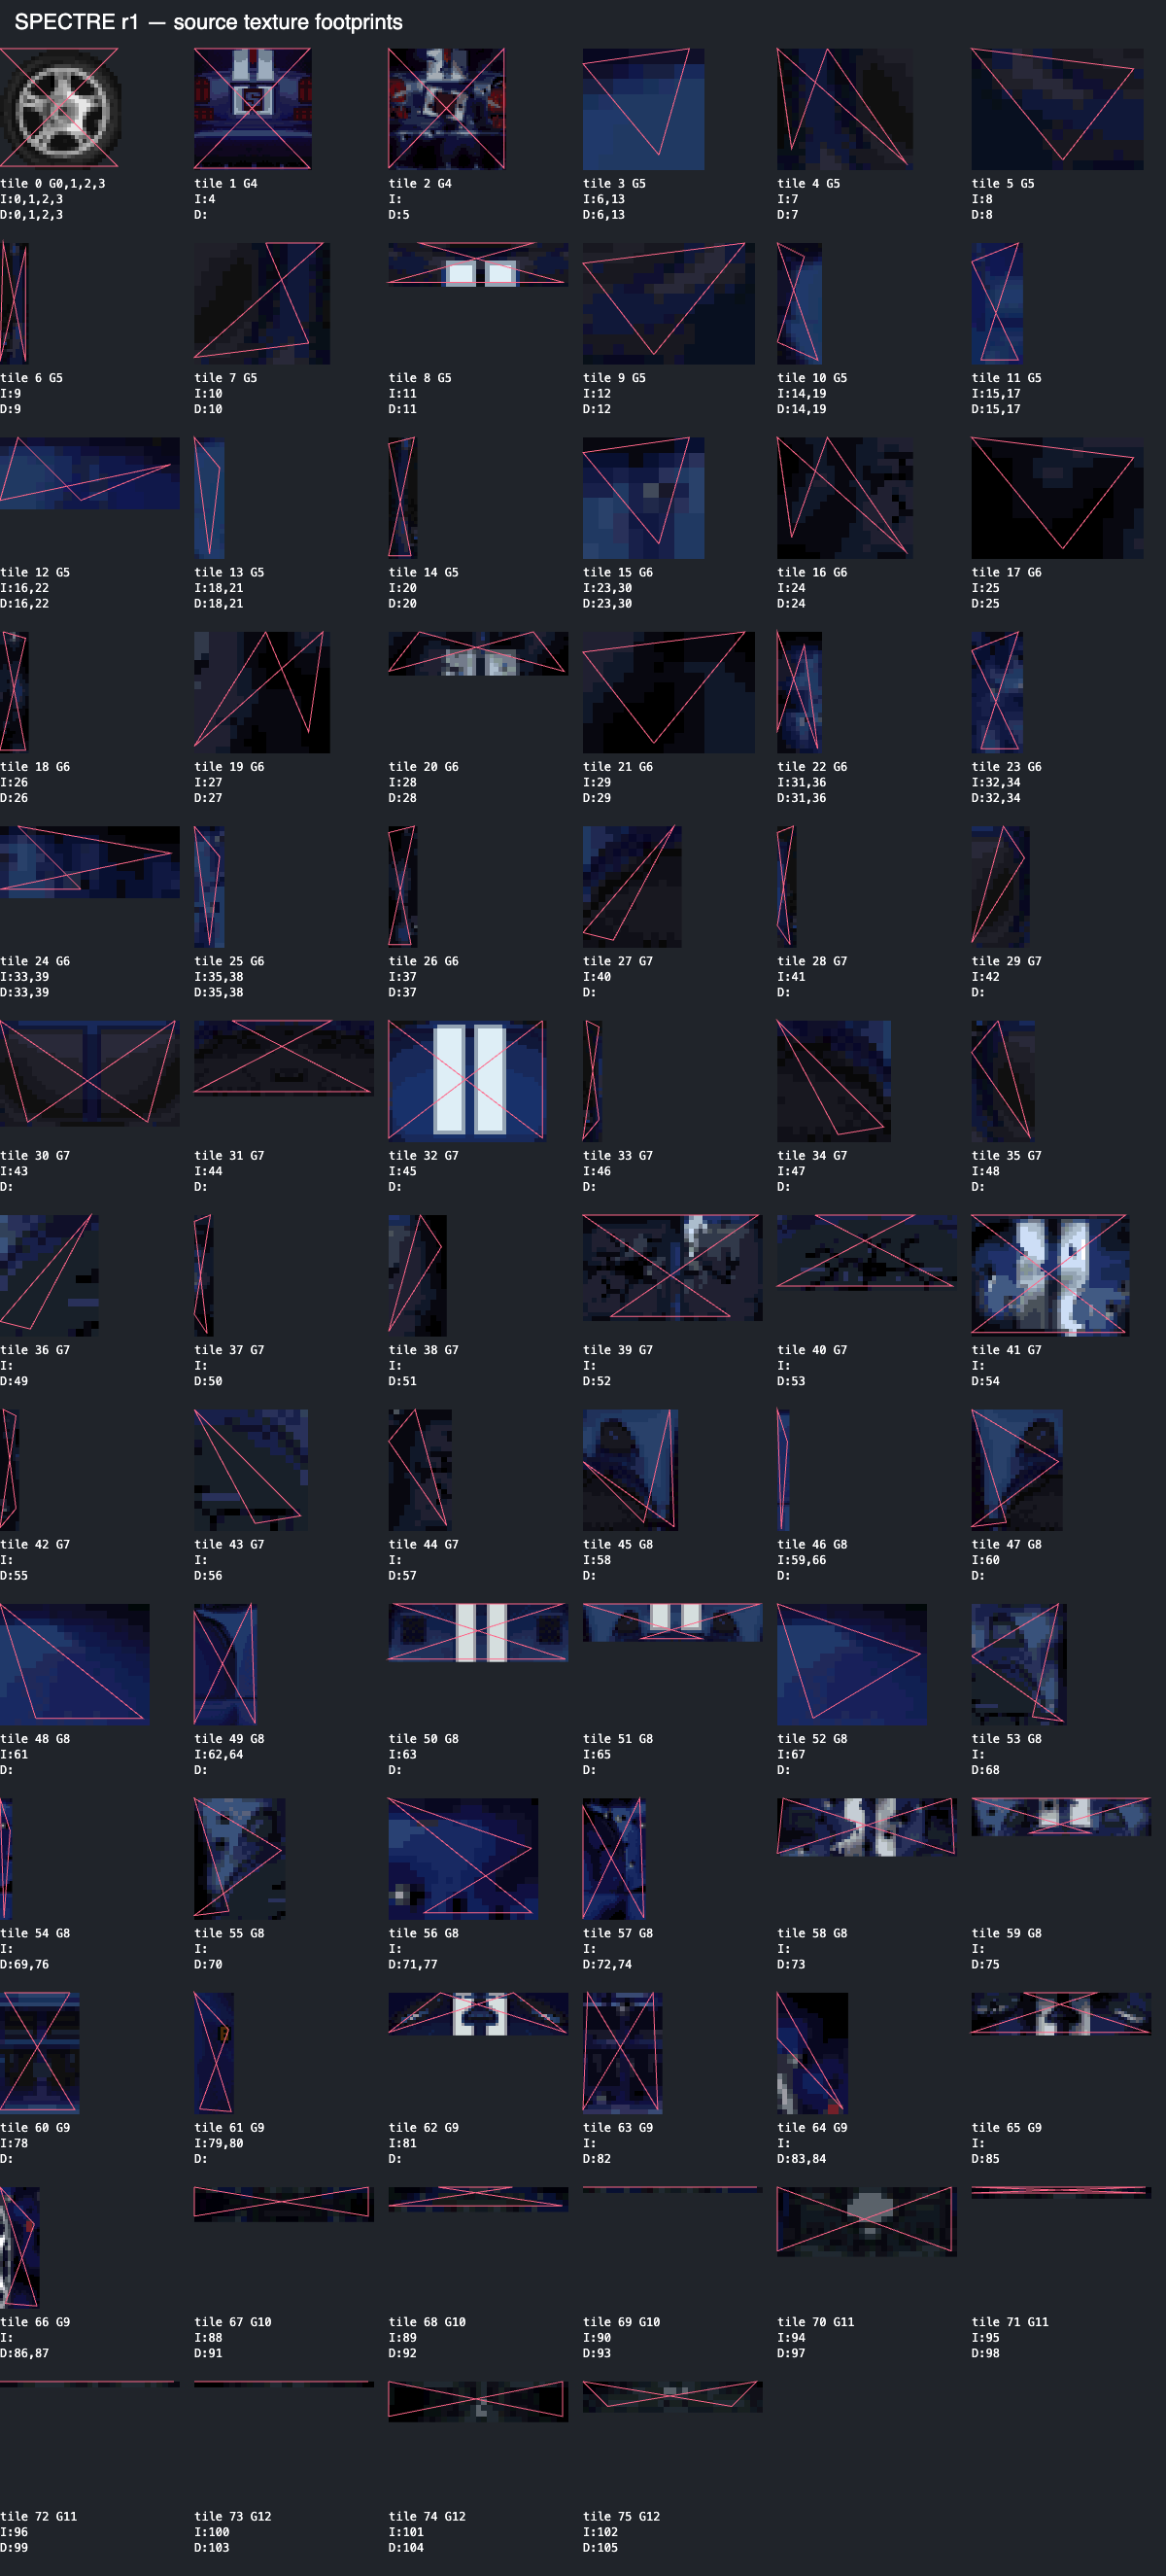 SPECTRE r1 — source texture footprints
tile 0 G0,1,2,3
I:0,1,2,3
D:0,1,2,3
tile 1 G4
I:4
D:
tile 2 G4
I:
D:5
tile 3 G5
I:6,13
D:6,13
tile 4 G5
I:7
D:7
tile 5 G5
I:8
D:8
tile 6 G5
I:9
D:9
tile 7 G5
I:10
D:10
tile 8 G5
I:11
D:11
tile 9 G5
I:12
D:12
tile 10 G5
I:14,19
D:14,19
tile 11 G5
I:15,17
D:15,17
tile 12 G5
I:16,22
D:16,22
tile 13 G5
I:18,21
D:18,21
tile 14 G5
I:20
D:20
tile 15 G6
I:23,30
D:23,30
tile 16 G6
I:24
D:24
tile 17 G6
I:25
D:25
tile 18 G6
I:26
D:26
tile 19 G6
I:27
D:27
tile 20 G6
I:28
D:28
tile 21 G6
I:29
D:29
tile 22 G6
I:31,36
D:31,36
tile 23 G6
I:32,34
D:32,34
tile 24 G6
I:33,39
D:33,39
tile 25 G6
I:35,38
D:35,38
tile 26 G6
I:37
D:37
tile 27 G7
I:40
D:
tile 28 G7
I:41
D:
tile 29 G7
I:42
D:
tile 30 G7
I:43
D:
tile 31 G7
I:44
D:
tile 32 G7
I:45
D:
tile 33 G7
I:46
D:
tile 34 G7
I:47
D:
tile 35 G7
I:48
D:
tile 36 G7
I:
D:49
tile 37 G7
I:
D:50
tile 38 G7
I:
D:51
tile 39 G7
I:
D:52
tile 40 G7
I:
D:53
tile 41 G7
I:
D:54
tile 42 G7
I:
D:55
tile 43 G7
I:
D:56
tile 44 G7
I:
D:57
tile 45 G8
I:58
D:
tile 46 G8
I:59,66
D:
tile 47 G8
I:60
D:
tile 48 G8
I:61
D:
tile 49 G8
I:62,64
D:
tile 50 G8
I:63
D:
tile 51 G8
I:65
D:
tile 52 G8
I:67
D:
tile 53 G8
I:
D:68
tile 54 G8
I:
D:69,76
tile 55 G8
I:
D:70
tile 56 G8
I:
D:71,77
tile 57 G8
I:
D:72,74
tile 58 G8
I:
D:73
tile 59 G8
I:
D:75
tile 60 G9
I:78
D:
tile 61 G9
I:79,80
D:
tile 62 G9
I:81
D:
tile 63 G9
I:
D:82
tile 64 G9
I:
D:83,84
tile 65 G9
I:
D:85
tile 66 G9
I:
D:86,87
tile 67 G10
I:88
D:91
tile 68 G10
I:89
D:92
tile 69 G10
I:90
D:93
tile 70 G11
I:94
D:97
tile 71 G11
I:95
D:98
tile 72 G11
I:96
D:99
tile 73 G12
I:100
D:103
tile 74 G12
I:101
D:104
tile 75 G12
I:102
D:105